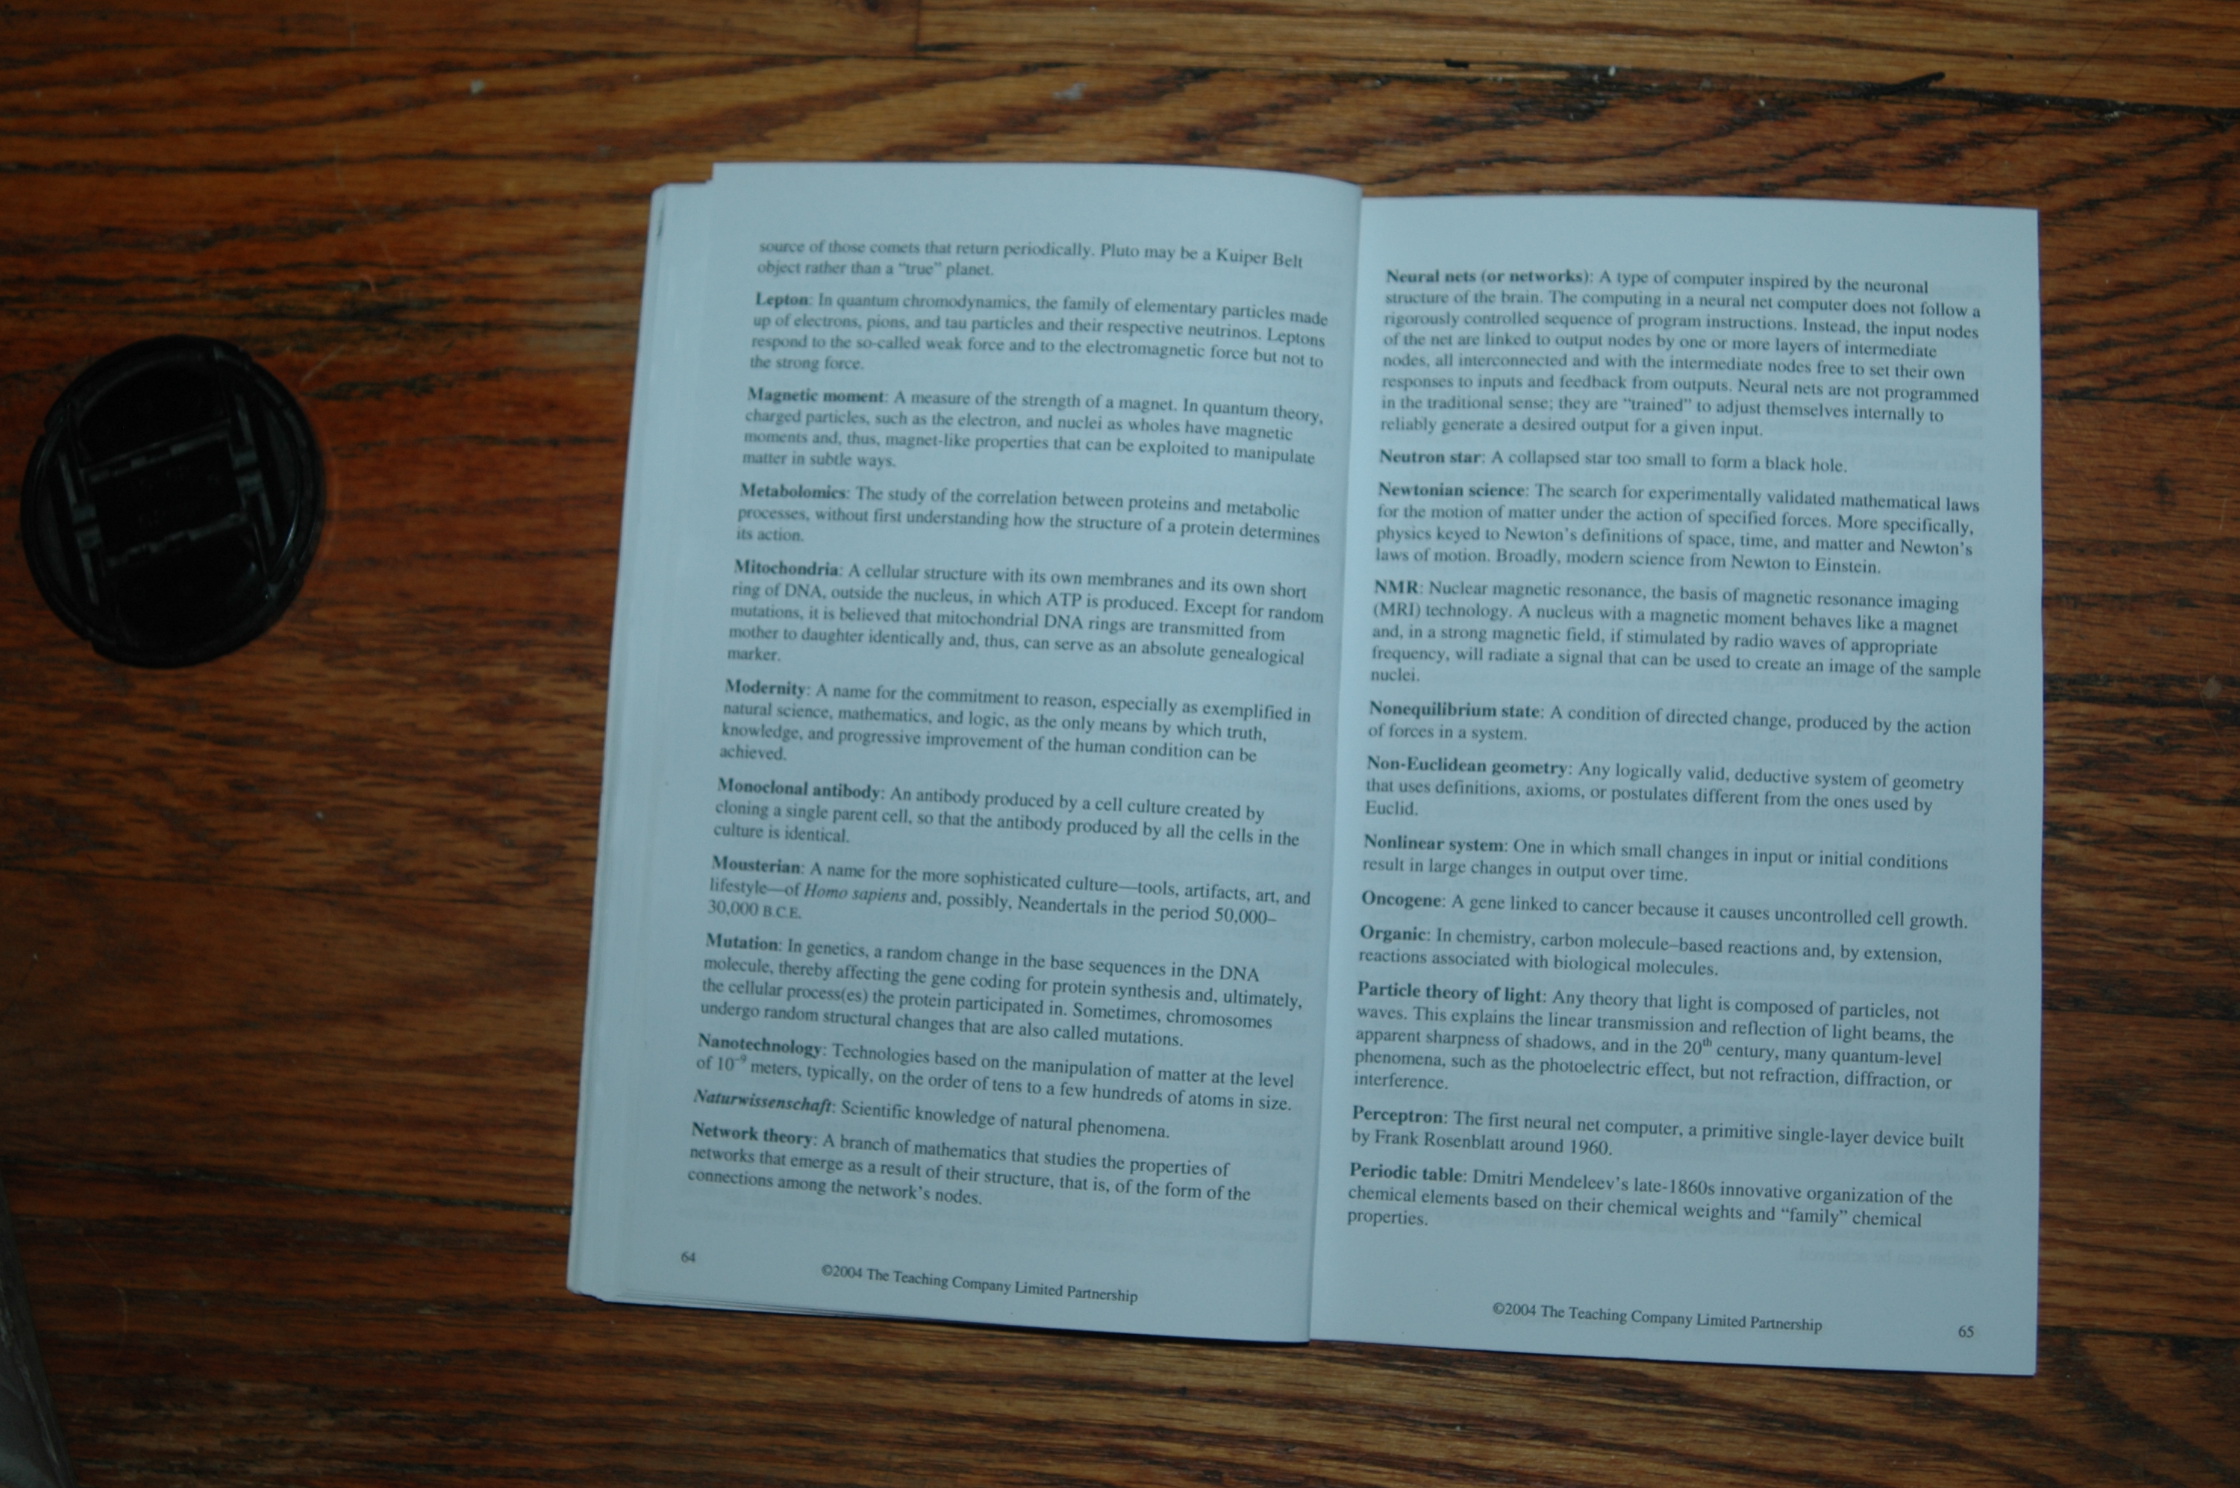 source of those comets that return periodically. Pluto may be a Kuiper Belt
object rather than a "true" planet.
Lepton: In quantum chromodynamics, the family of elementary particles made
up of electrons, pions, and tau particles and their respective neutrinos. Leptons
respond to the so-called weak force and to the electromagnetic force but not to
the strong force.
Magnetic moment: A measure of the strength of a magnet. In quantum theory,
charged particles, such as the electron, and nuclei as wholes have magnetic
moments and, thus, magnet-like properties that can be exploited to manipulate
matter in subtle ways.
Metabolomics: The study of the correlation between proteins and metabolic
processes, without first understanding how the structure of a protein determines
its action.
Mitochondria: A cellular structure with its own membranes and its own short
ring of DNA, outside the nucleus, in which ATP is produced. Except for random
mutations, it is believed that mitochondrial DNA rings are transmitted from
mother to daughter identically and, thus, can serve as an absolute genealogical
marker.
Modernity: A name for the commitment to reason, especially as exemplified in
natural science, mathematics, and logic, as the only means by which truth,
knowledge, and progressive improvement of the human condition can be
achieved.
Monoclonal antibody: An antibody produced by a cell culture created by
cloning a single parent cell, so that the antibody produced by all the cells in the
culture is identical.
Mousterian: A name for the more sophisticated culture—tools, artifacts, art, and
lifestyle—of Homo sapiens and, possibly, Neandertals in the period 50,000–
30,000 B.C.E.
Mutation: In genetics, a random change in the base sequences in the DNA
molecule, thereby affecting the gene coding for protein synthesis and, ultimately,
the cellular process(es) the protein participated in. Sometimes, chromosomes
undergo random structural changes that are also called mutations.
Nanotechnology: Technologies based on the manipulation of matter at the level
of 10⁻⁹ meters, typically, on the order of tens to a few hundreds of atoms in size.
Naturwissenschaft: Scientific knowledge of natural phenomena.
Network theory: A branch of mathematics that studies the properties of
networks that emerge as a result of their structure, that is, of the form of the
connections among the network's nodes.
64
©2004 The Teaching Company Limited Partnership
Neural nets (or networks): A type of computer inspired by the neuronal
structure of the brain. The computing in a neural net computer does not follow a
rigorously controlled sequence of program instructions. Instead, the input nodes
of the net are linked to output nodes by one or more layers of intermediate
nodes, all interconnected and with the intermediate nodes free to set their own
responses to inputs and feedback from outputs. Neural nets are not programmed
in the traditional sense; they are "trained" to adjust themselves internally to
reliably generate a desired output for a given input.
Neutron star: A collapsed star too small to form a black hole.
Newtonian science: The search for experimentally validated mathematical laws
for the motion of matter under the action of specified forces. More specifically,
physics keyed to Newton's definitions of space, time, and matter and Newton's
laws of motion. Broadly, modern science from Newton to Einstein.
NMR: Nuclear magnetic resonance, the basis of magnetic resonance imaging
(MRI) technology. A nucleus with a magnetic moment behaves like a magnet
and, in a strong magnetic field, if stimulated by radio waves of appropriate
frequency, will radiate a signal that can be used to create an image of the sample
nuclei.
Nonequilibrium state: A condition of directed change, produced by the action
of forces in a system.
Non-Euclidean geometry: Any logically valid, deductive system of geometry
that uses definitions, axioms, or postulates different from the ones used by
Euclid.
Nonlinear system: One in which small changes in input or initial conditions
result in large changes in output over time.
Oncogene: A gene linked to cancer because it causes uncontrolled cell growth.
Organic: In chemistry, carbon molecule–based reactions and, by extension,
reactions associated with biological molecules.
Particle theory of light: Any theory that light is composed of particles, not
waves. This explains the linear transmission and reflection of light beams, the
apparent sharpness of shadows, and in the 20th century, many quantum-level
phenomena, such as the photoelectric effect, but not refraction, diffraction, or
interference.
Perceptron: The first neural net computer, a primitive single-layer device built
by Frank Rosenblatt around 1960.
Periodic table: Dmitri Mendeleev's late-1860s innovative organization of the
chemical elements based on their chemical weights and "family" chemical
properties.
©2004 The Teaching Company Limited Partnership
65